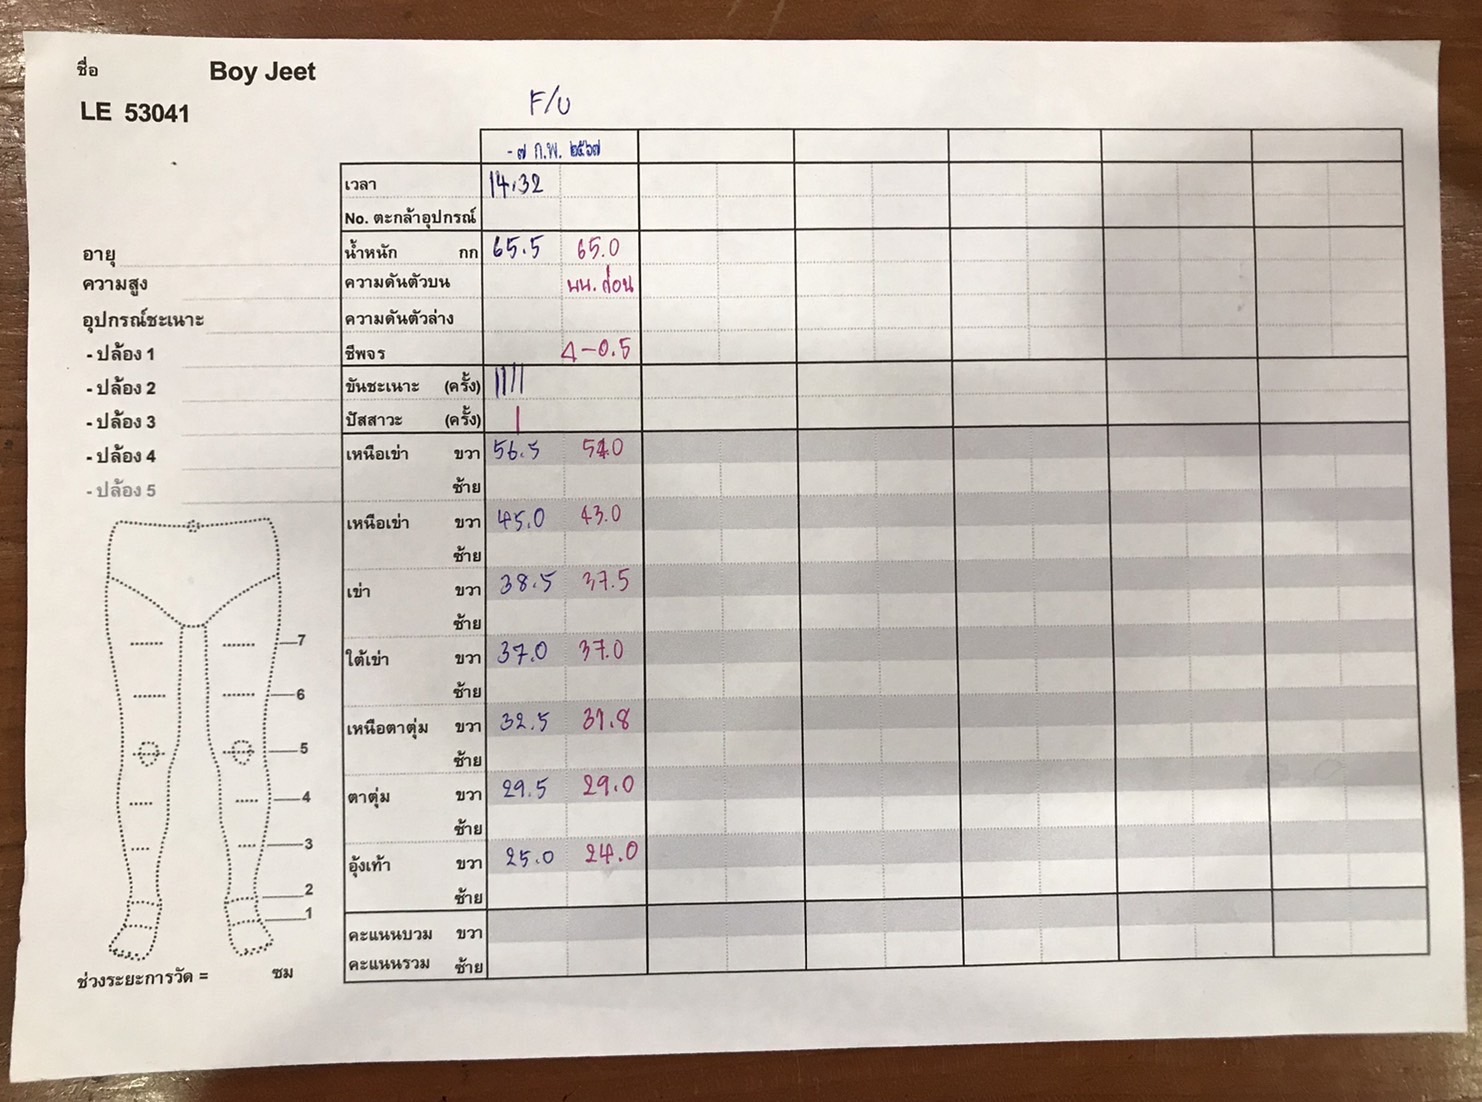 ชื่อ Boy Jeet
LE 53041
F/U
-๗ ก.พ. ๒๕๖๗
เวลา 14.32
No. ตะกล้าอุปกรณ์
อายุ
น้ำหนัก กก 65.5 65.0
ความสูง
ความดันตัวบน นน.ก่อน
อุปกรณ์ชะเนาะ
ความดันตัวล่าง
- ปล้อง 1
ชีพจร Δ-0.5
- ปล้อง 2
ขันชะเนาะ (ครั้ง) ||||
- ปล้อง 3
ปัสสาวะ (ครั้ง) |
- ปล้อง 4
เหนือเข่า ขวา 56.5
- ปล้อง 5
ซ้าย
เหนือเข่า ขวา 45.0 43.0
ซ้าย
เข่า ขวา 38.5 37.5
ซ้าย
7
ใต้เข่า ขวา 37.0 37.0
ซ้าย
6
เหนือตาตุ่ม ขวา 32.5 31.8
5
ซ้าย
ตาตุ่ม ขวา 29.5 29.0
4
ซ้าย
3
อุ้งเท้า ขวา 25.0 24.0
2
ซ้าย
1
คะแนนบวม ขวา
คะแนนรวม ซ้าย
ช่วงระยะการวัด = ซม